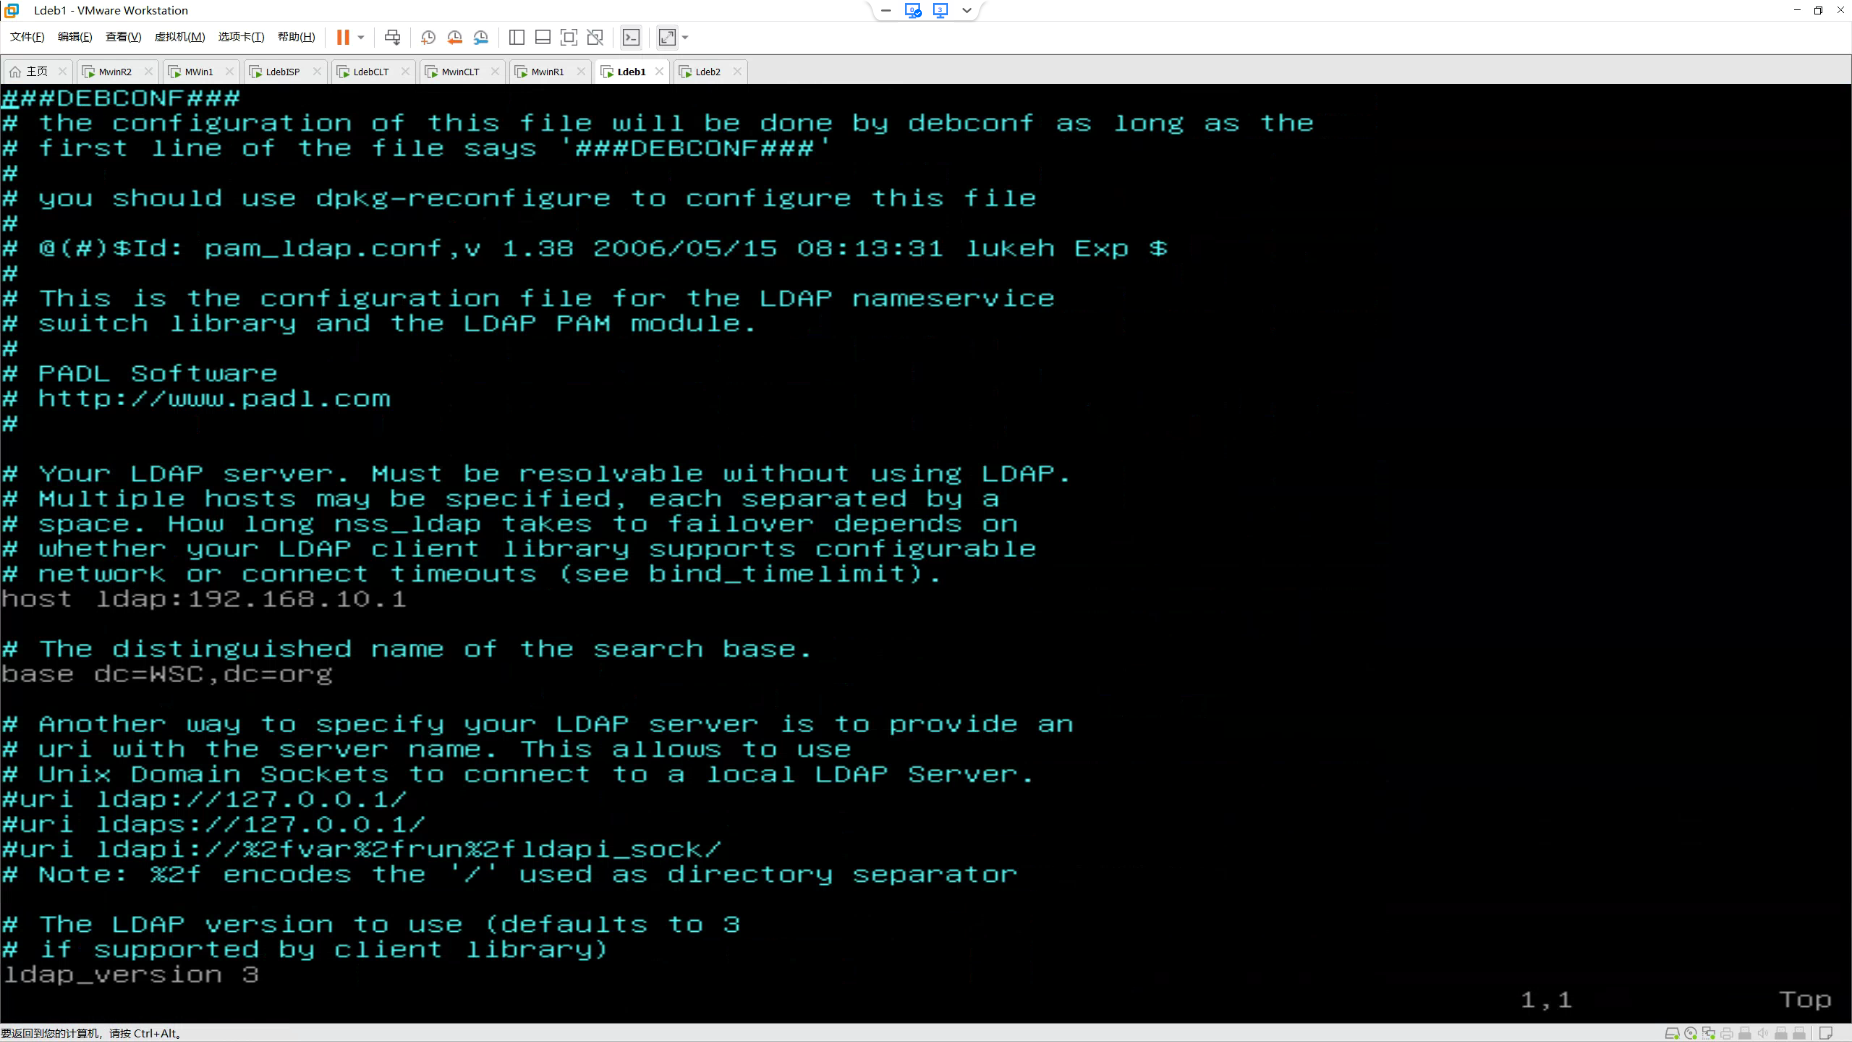 Ldeb1 - VMware Workstation
文件(F) 编辑(E) 查看(V) 虚拟机(M) 选项卡(T) 帮助(H)
主页 MwinR2 MWin1 LdebISP LdebCLT MwinCLT MwinR1 Ldeb1 Ldeb2
###DEBCONF###
# the configuration of this file will be done by debconf as long as the
# first line of the file says '###DEBCONF###'
#
# you should use dpkg-reconfigure to configure this file
#
# @(#)$Id: pam_ldap.conf,v 1.38 2006/05/15 08:13:31 lukeh Exp $
#
# This is the configuration file for the LDAP nameservice
# switch library and the LDAP PAM module.
#
# PADL Software
# http://www.padl.com
#
# Your LDAP server. Must be resolvable without using LDAP.
# Multiple hosts may be specified, each separated by a
# space. How long nss_ldap takes to failover depends on
# whether your LDAP client library supports configurable
# network or connect timeouts (see bind_timelimit).
host ldap:192.168.10.1
# The distinguished name of the search base.
base dc=WSC,dc=org
# Another way to specify your LDAP server is to provide an
# uri with the server name. This allows to use
# Unix Domain Sockets to connect to a local LDAP Server.
#uri ldap://127.0.0.1/
#uri ldaps://127.0.0.1/
#uri ldapi://%2fvar%2frun%2fldapi_sock/
# Note: %2f encodes the '/' used as directory separator
# The LDAP version to use (defaults to 3
# if supported by client library)
ldap_version 3
1,1 Top
要返回到您的计算机，请按 Ctrl+Alt。